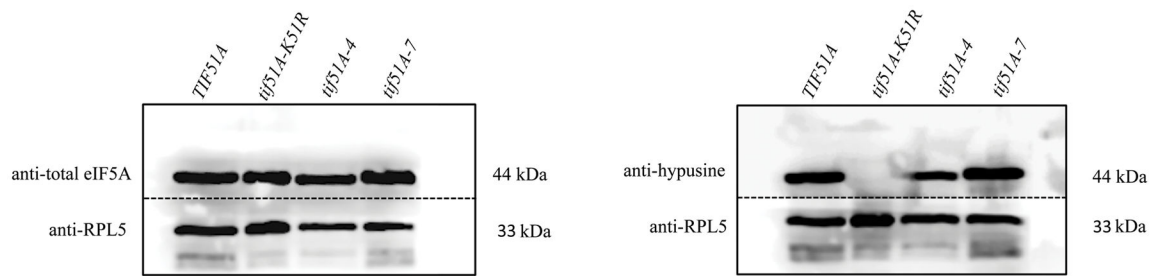 TIF51A tif51A-K51R tif51A-4 tif51A-7
anti-total eIF5A 44 kDa
anti-RPL5 33 kDa
TIF51A tif51A-K51R tif51A-4 tif51A-7
anti-hypusine 44 kDa
anti-RPL5 33 kDa